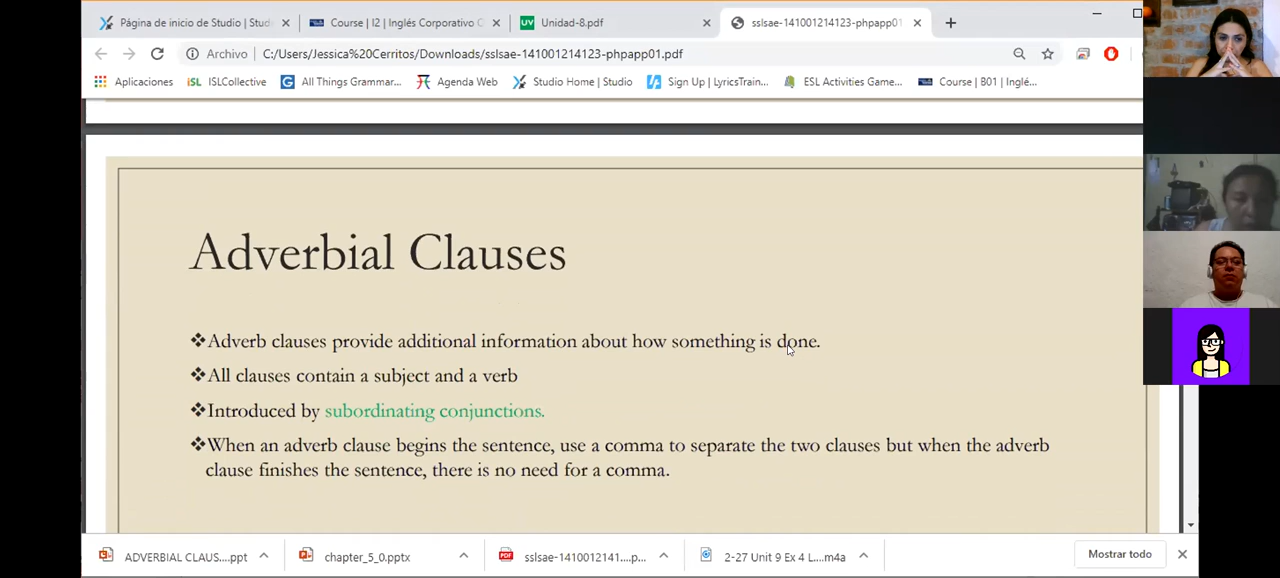 Página de inicio de Studio | Stud
Course | I2 | Inglés Corporativo C
Unidad-8.pdf
sslsae-141001214123-phpapp01
Archivo
C:/Users/Jessica%20Cerritos/Downloads/sslsae-141001214123-phpapp01.pdf
Aplicaciones
iSL ISLCollective
All Things Grammar...
Agenda Web
Studio Home | Studio
Sign Up | LyricsTrain...
ESL Activities Game...
Course | B01 | Inglé...
Adverbial Clauses
❖Adverb clauses provide additional information about how something is done.
❖All clauses contain a subject and a verb
❖Introduced by subordinating conjunctions.
❖When an adverb clause begins the sentence, use a comma to separate the two clauses but when the adverb
clause finishes the sentence, there is no need for a comma.
ADVERBIAL CLAUS....ppt
chapter_5_0.pptx
sslsae-1410012141....p...
2-27 Unit 9 Ex 4 L....m4a
Mostrar todo